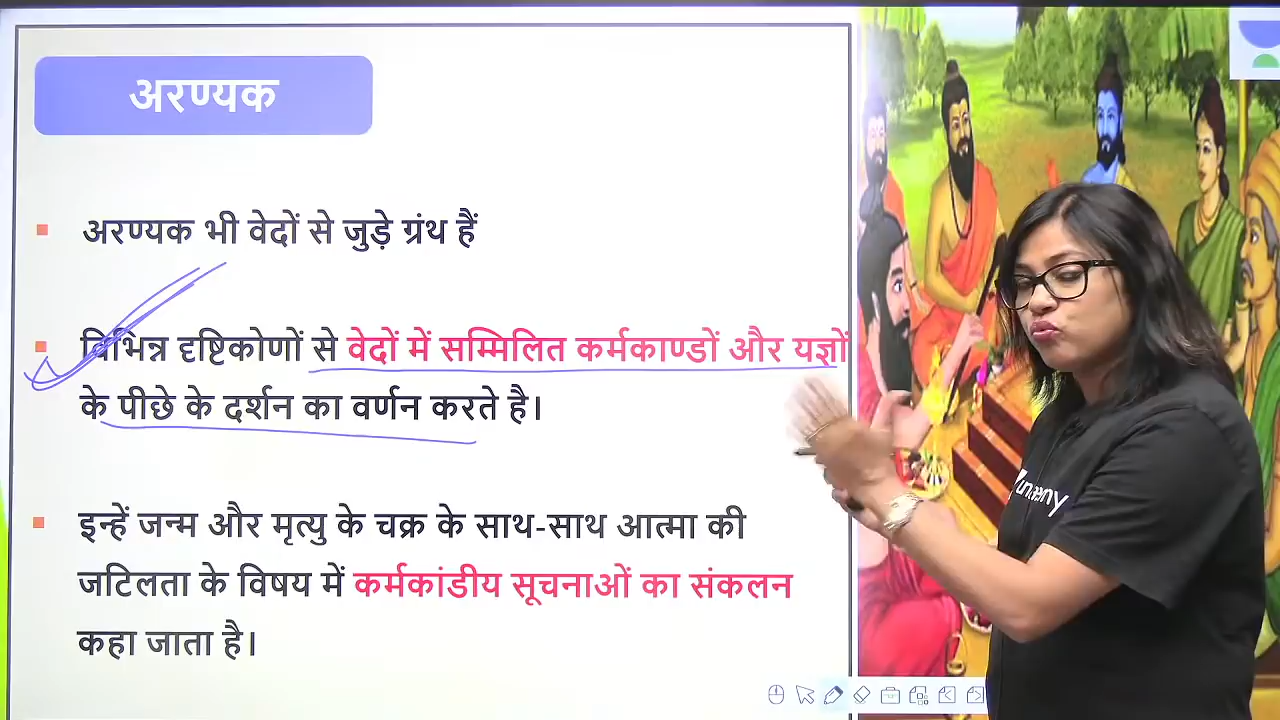 अरण्यक
अरण्यक भी वेदों से जुड़े ग्रंथ हैं
विभिन्न दृष्टिकोणों से वेदों में सम्मिलित कर्मकाण्डों और यज्ञों
के पीछे के दर्शन का वर्णन करते है।
इन्हें जन्म और मृत्यु के चक्र के साथ-साथ आत्मा की
जटिलता के विषय में कर्मकांडीय सूचनाओं का संकलन
कहा जाता है।